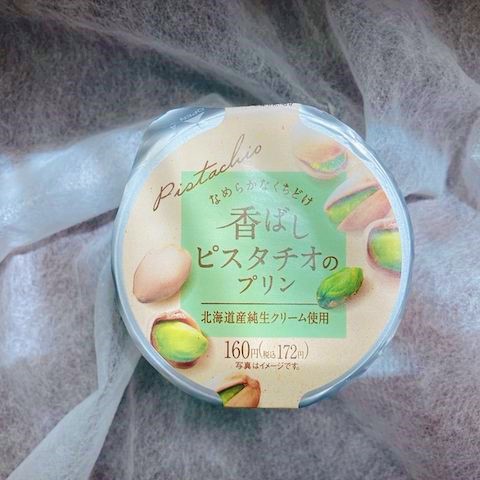 Pistachio
なめらかなくちどけ
香ばし
ピスタチオの
プリン
北海道産純生クリーム使用
160円(税込172円)
写真はイメージです。